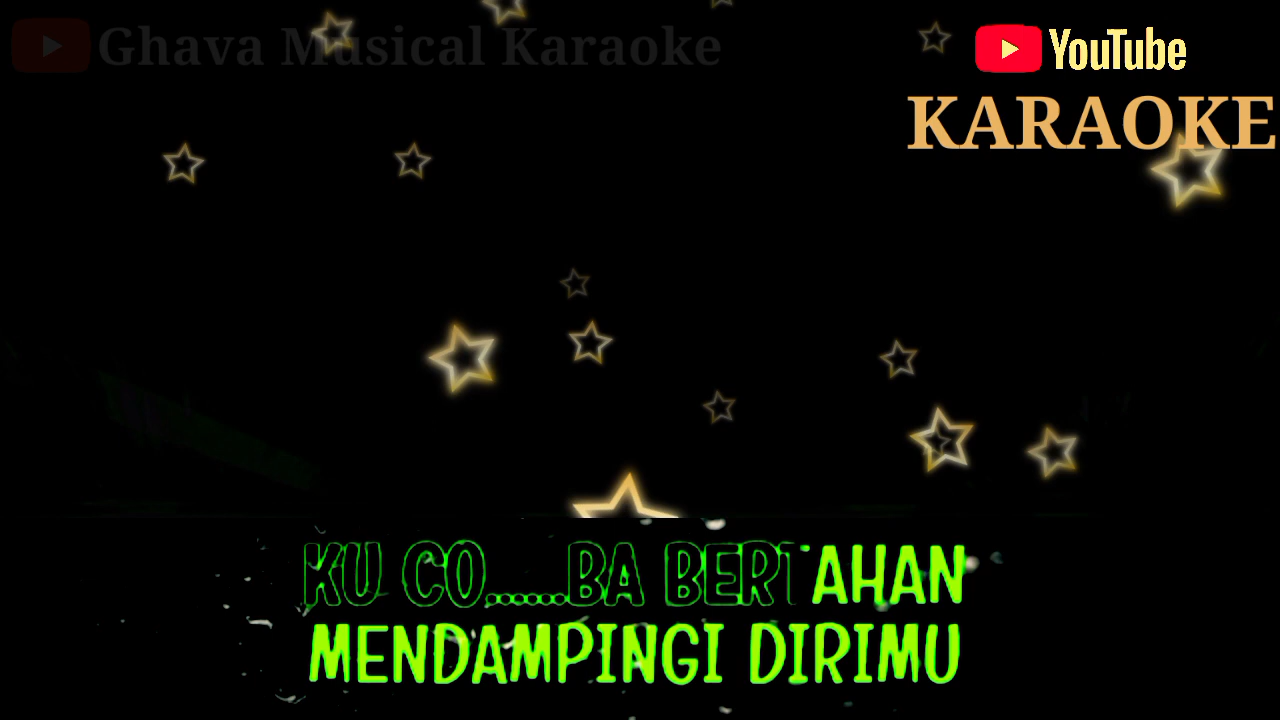 Ghava Musical Karaoke
YouTube
KARAOKE
KU CO......BA BERTAHAN
MENDAMPINGI DIRIMU